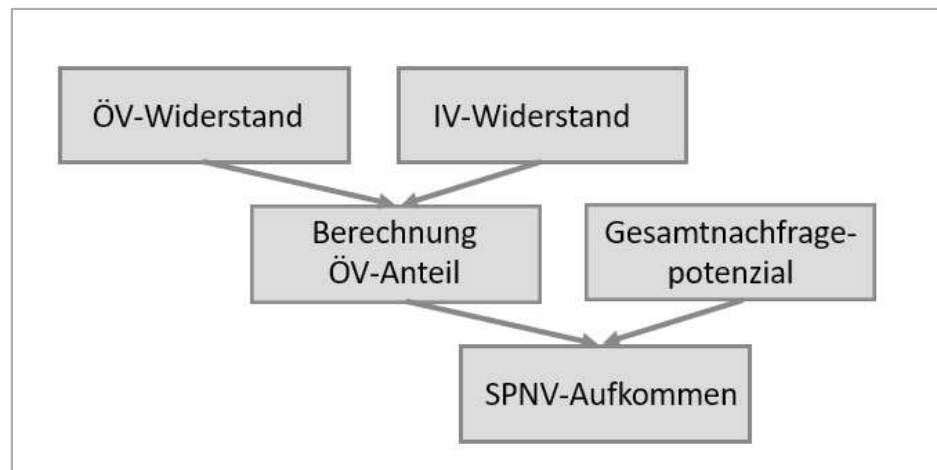 ÖV-Widerstand
IV-Widerstand
Berechnung
ÖV-Anteil
Gesamtnachfrage-
potenzial
SPNV-Aufkommen